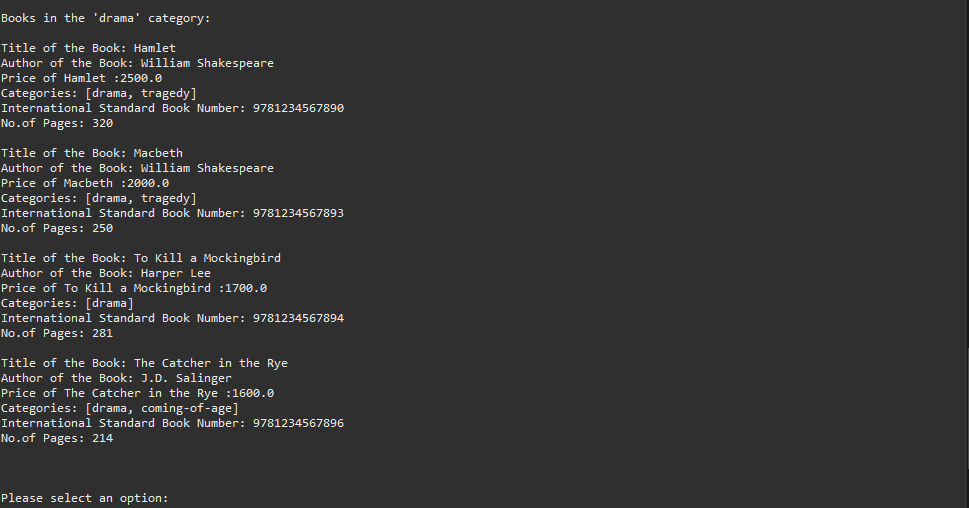 Books in the 'drama' category:
Title of the Book: Hamlet
Author of the Book: William Shakespeare
Price of Hamlet :2500.0
Categories: [drama, tragedy]
International Standard Book Number: 9781234567890
No.of Pages: 320
Title of the Book: Macbeth
Author of the Book: William Shakespeare
Price of Macbeth :2000.0
Categories: [drama, tragedy]
International Standard Book Number: 9781234567893
No.of Pages: 250
Title of the Book: To Kill a Mockingbird
Author of the Book: Harper Lee
Price of To Kill a Mockingbird :1700.0
Categories: [drama]
International Standard Book Number: 9781234567894
No.of Pages: 281
Title of the Book: The Catcher in the Rye
Author of the Book: J.D. Salinger
Price of The Catcher in the Rye :1600.0
Categories: [drama, coming-of-age]
International Standard Book Number: 9781234567896
No.of Pages: 214
Please select an option: